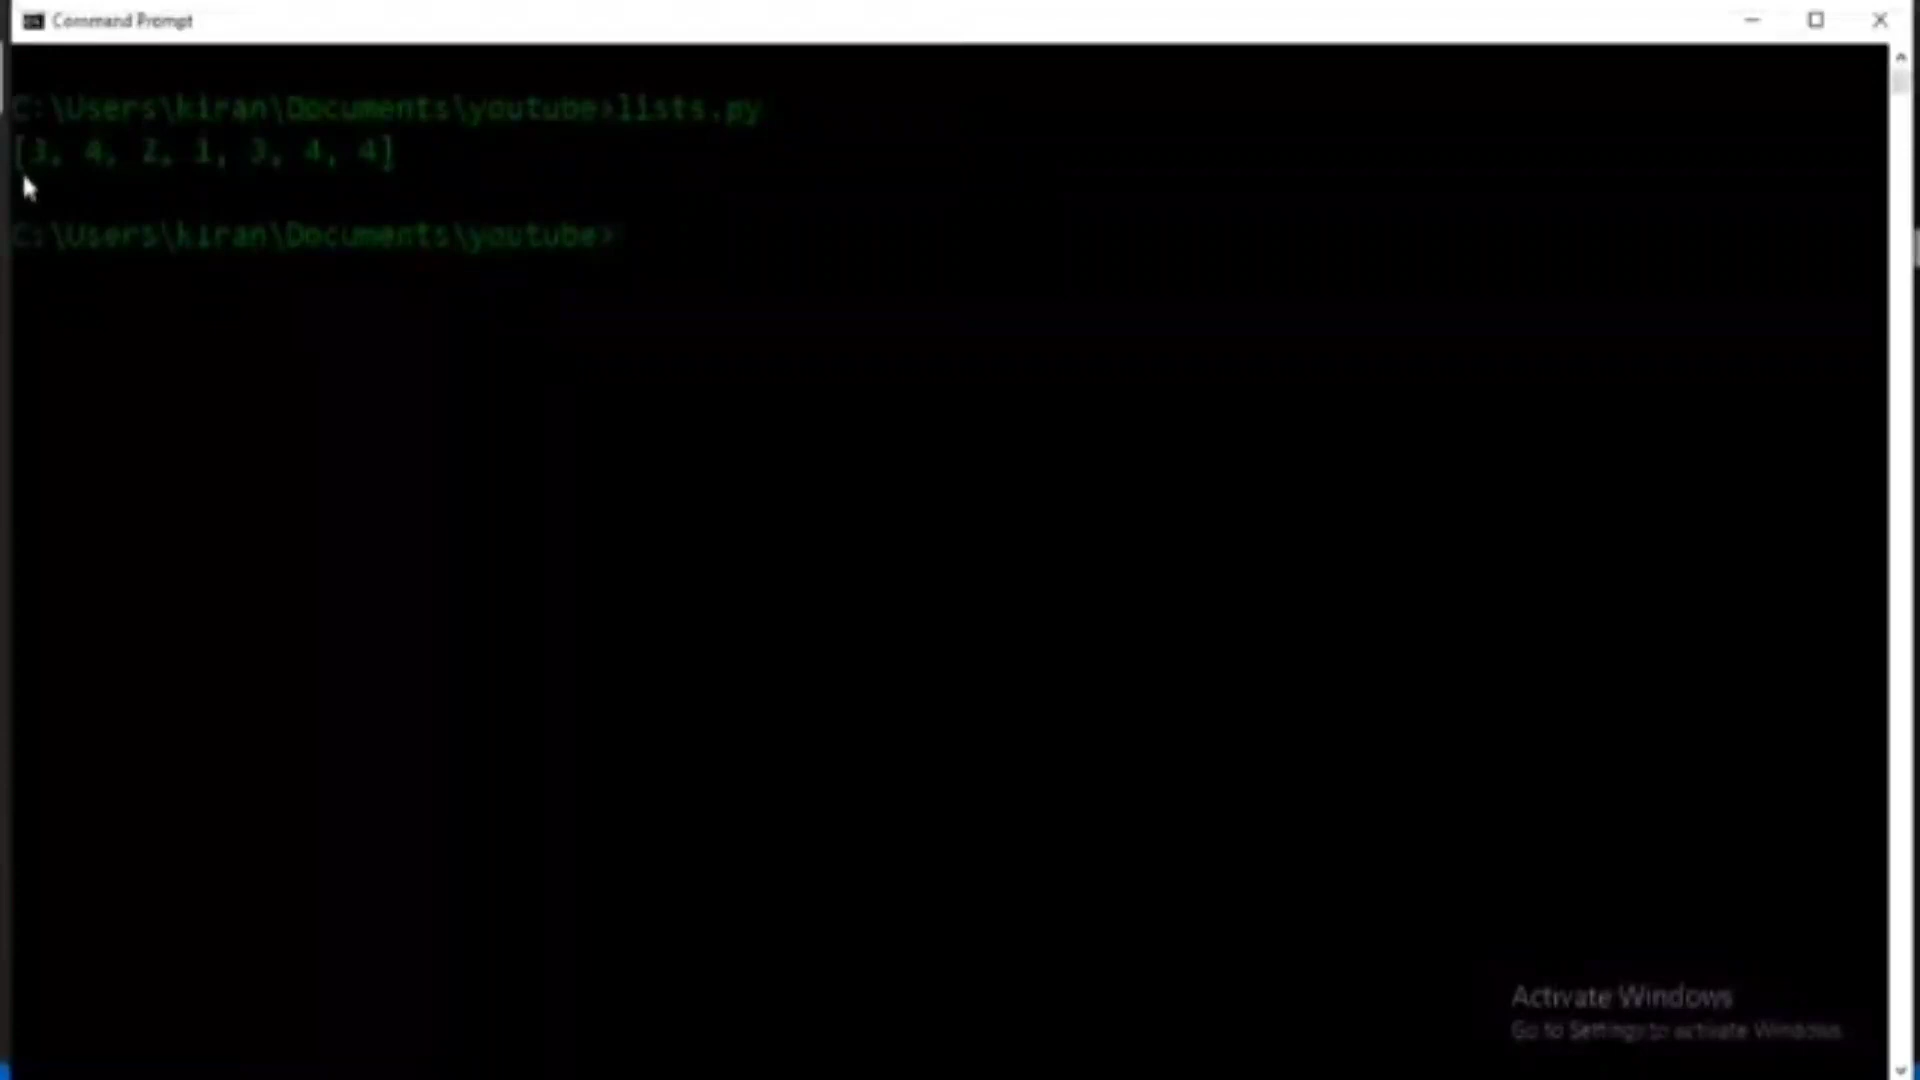 Command Prompt
C:\Users\kiran\Documents\youtube>lists.py
[3, 4, 2, 1, 3, 4, 4]
C:\Users\kiran\Documents\youtube>
Activate Windows
Go to Settings to activate Windows